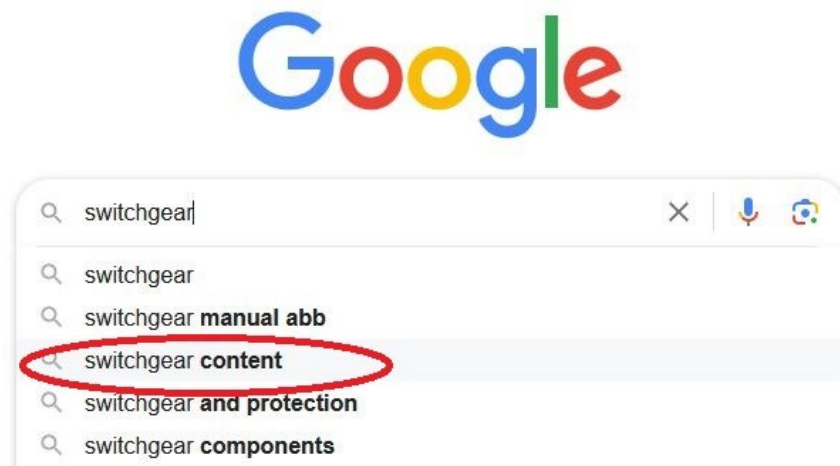 Google
switchgear
switchgear
switchgear manual abb
switchgear content
switchgear and protection
switchgear components